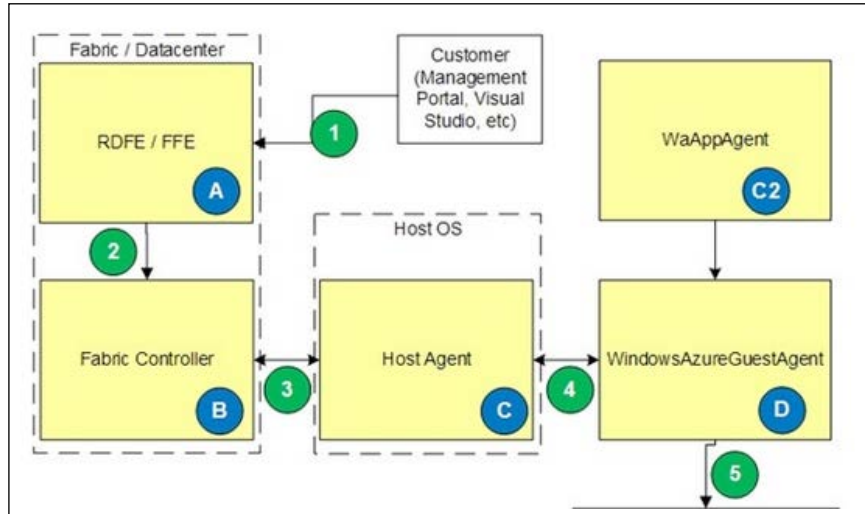 Fabric / Datacenter
RDFE / FFE
A
1
Customer
(Management
Portal, Visual
Studio, etc)
WaAppAgent
C2
2
Host OS
Fabric Controller
B
3
Host Agent
C
4
WindowsAzureGuestAgent
D
5